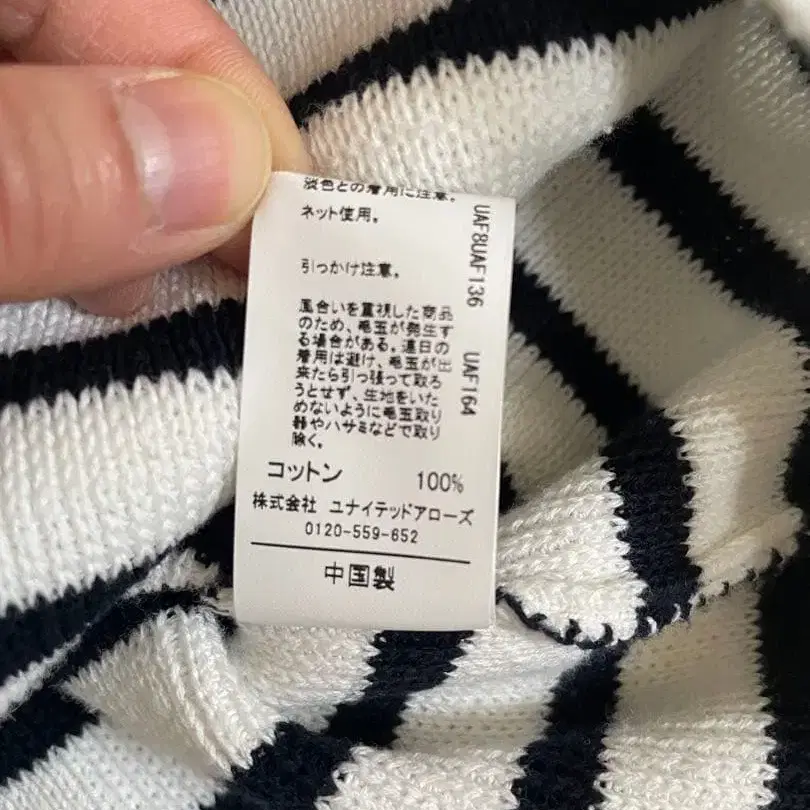 淡色との着用に注意。
ネット使用。
引っかけ注意。
風合いを重視した商品
のため、毛玉が発生す
る場合がある。連日の
着用は避け、毛玉が出
来たら引っ張って取ろ
うとせず、生地をいた
めないように毛玉取り
器やハサミなどで取り
除く。
コットン 100%
株式会社 ユナイテッドアローズ
0120-559-652
中国製
UAF8UAF136 UAF164